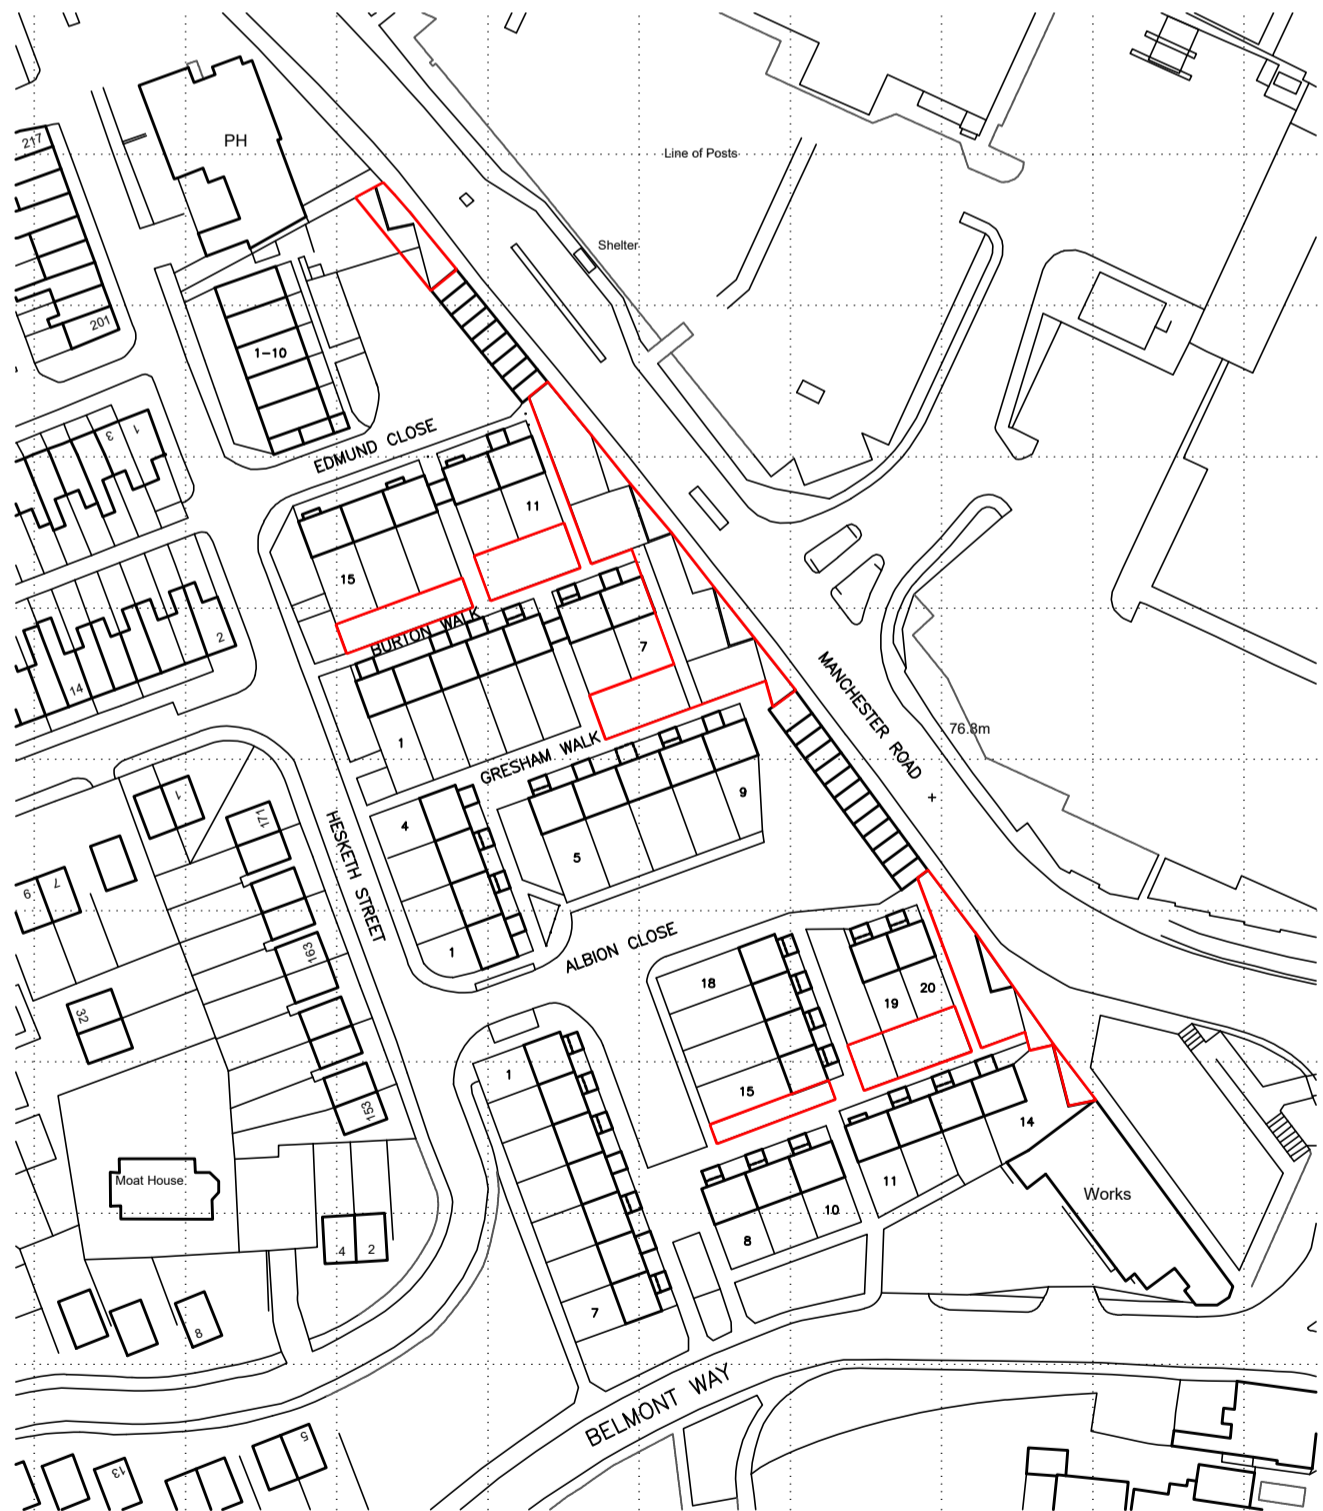 217
PH
Line of Posts
Shelter
201
1-10
EDMUND CLOSE
3
1
11
15
BURTON WALK
2
14
7
MANCHESTER ROAD
76.8m
1
GRESHAM WALK
1
171
4
9
HESKETH STREET
5
7
9
163
1
ALBION CLOSE
18
19
20
32
1
15
153
14
11
Moat House
Works
10
8
4
2
7
8
BELMONT WAY
5
13